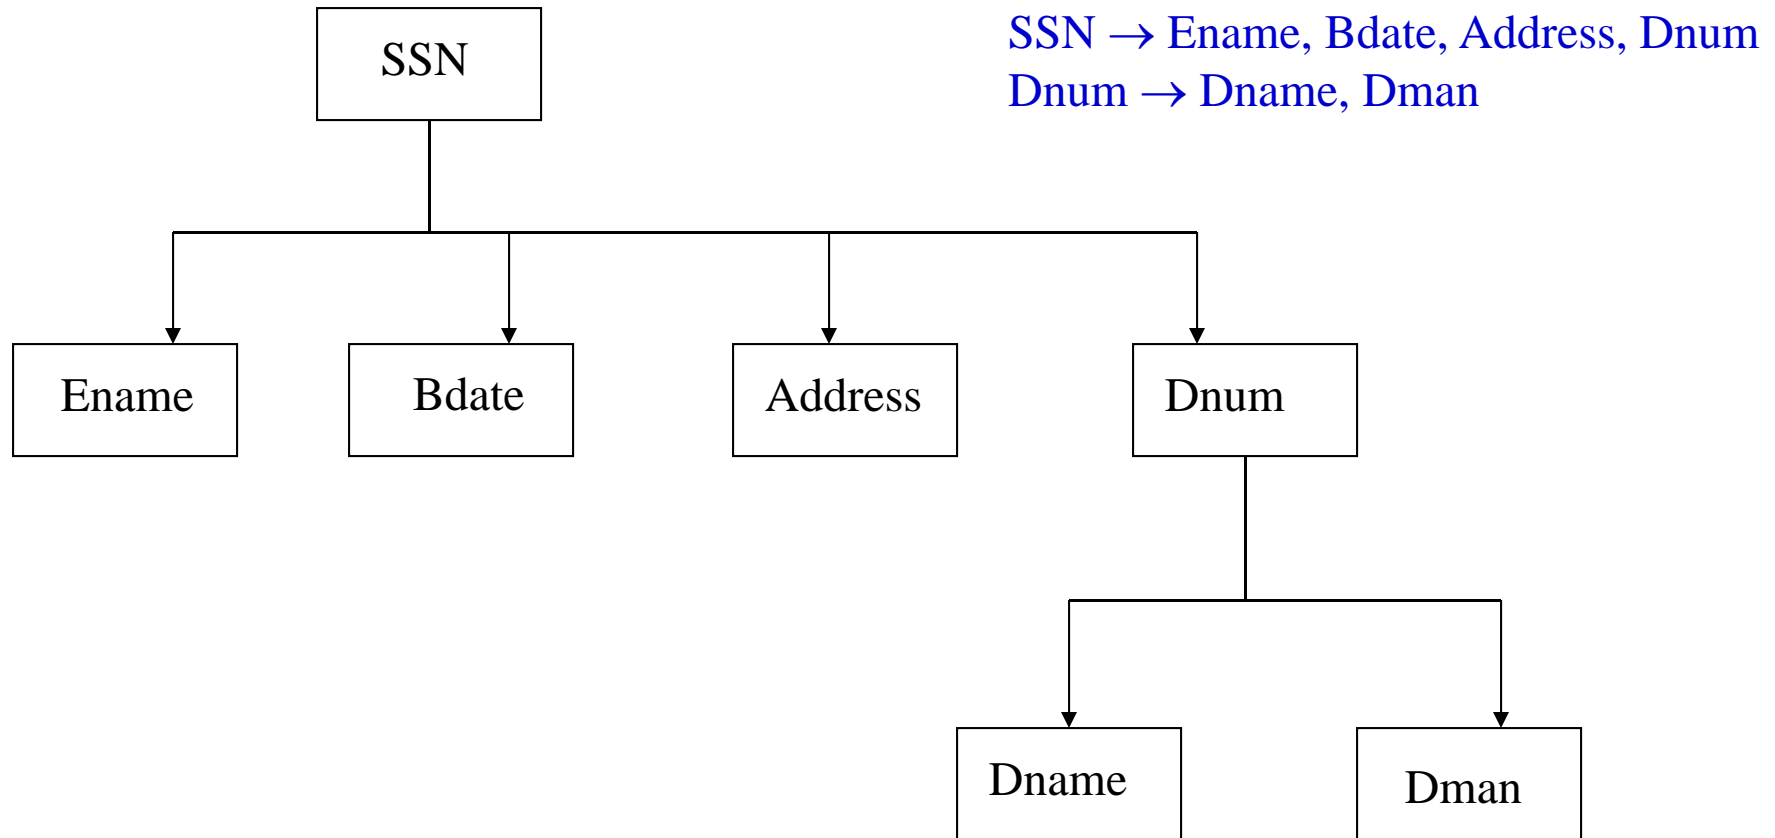 SSN
SSN → Ename, Bdate, Address, Dnum
Dnum → Dname, Dman
Ename
Bdate
Address
Dnum
Dname
Dman